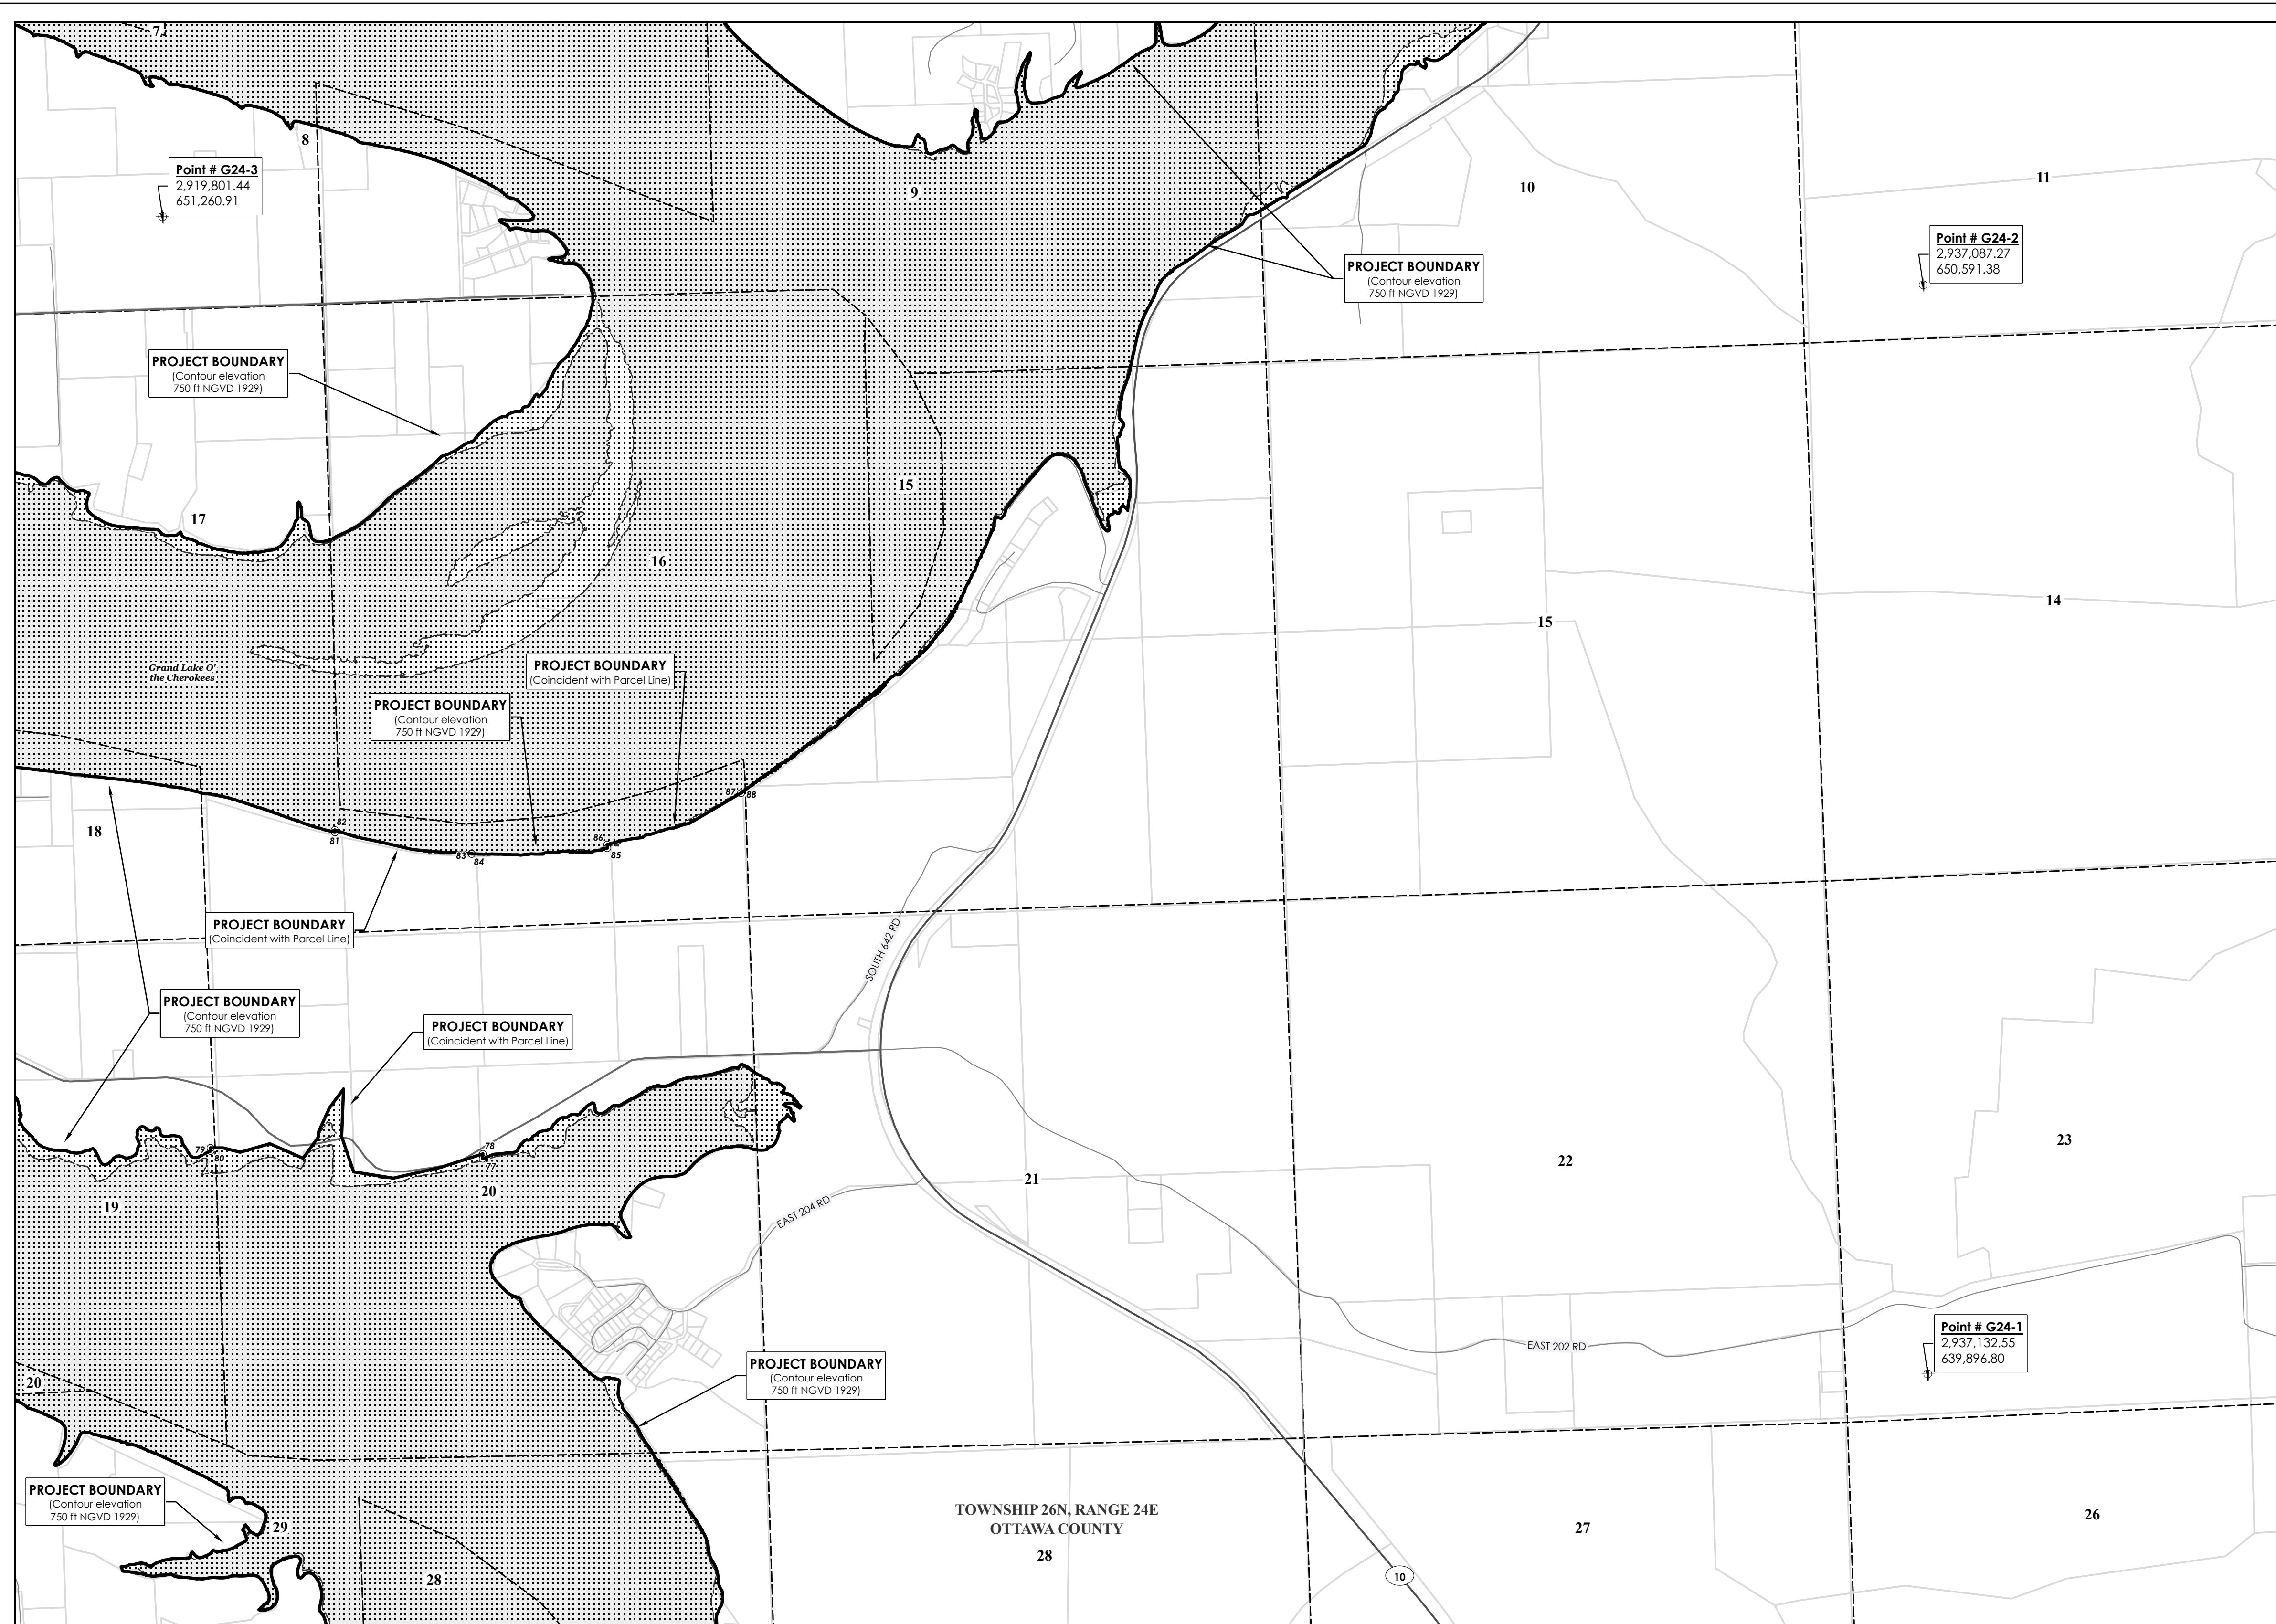 7
8
Point # G24-3
2,919,801.44
651,260.91
9
10
11
Point # G24-2
2,937,087.27
650,591.38
PROJECT BOUNDARY
(Contour elevation
750 ft NGVD 1929)
PROJECT BOUNDARY
(Contour elevation
750 ft NGVD 1929)
15
17
16
14
15
Grand Lake O'
the Cherokees
PROJECT BOUNDARY
(Coincident with Parcel Line)
PROJECT BOUNDARY
(Contour elevation
750 ft NGVD 1929)
87
88
82
81
18
86
85
83
84
PROJECT BOUNDARY
(Coincident with Parcel Line)
SOUTH 642 RD
PROJECT BOUNDARY
(Contour elevation
750 ft NGVD 1929)
PROJECT BOUNDARY
(Coincident with Parcel Line)
79
80
78
77
23
22
21
20
19
EAST 204 RD
Point # G24-1
2,937,132.55
639,896.80
EAST 202 RD
PROJECT BOUNDARY
(Contour elevation
750 ft NGVD 1929)
20
PROJECT BOUNDARY
(Contour elevation
750 ft NGVD 1929)
29
TOWNSHIP 26N, RANGE 24E
OTTAWA COUNTY
28
27
26
28
10